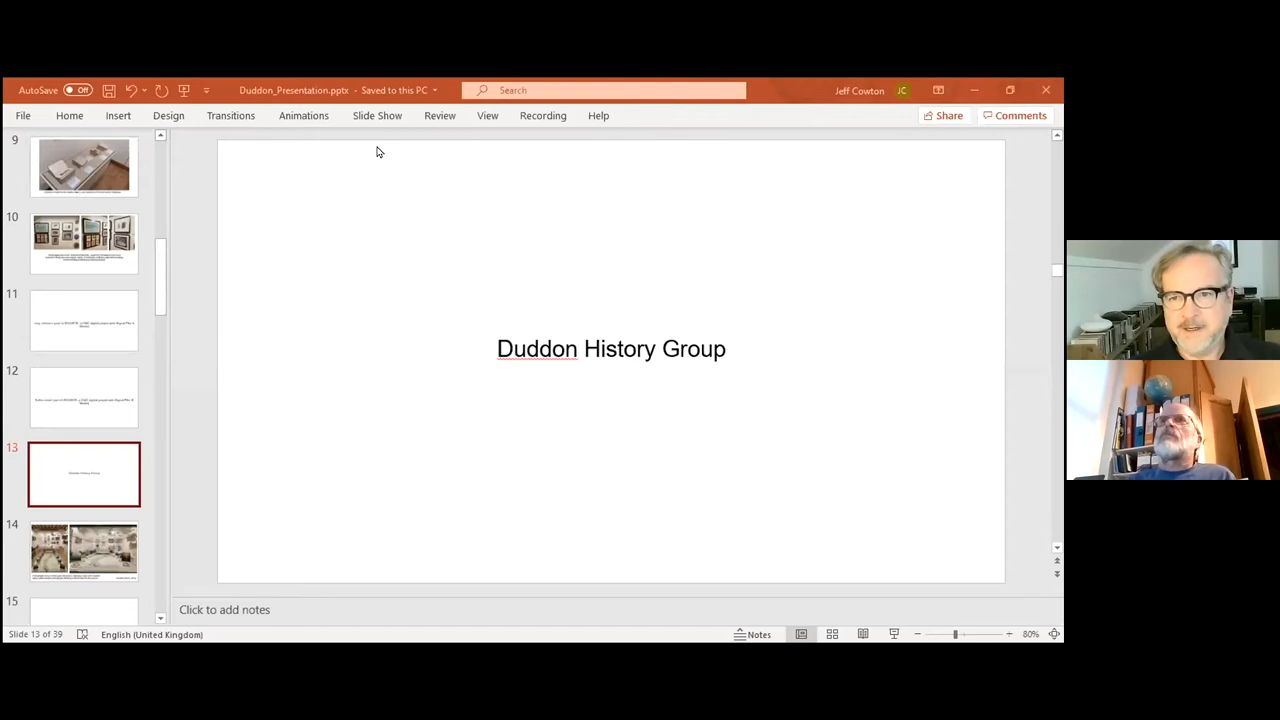 AutoSave Off
Duddon_Presentation.pptx - Saved to this PC
Search
Jeff Cowton JC
File Home Insert Design Transitions Animations Slide Show Review View Recording Help
Share Comments
9
10
11
12
13
14
15
Duddon History Group
Click to add notes
Slide 13 of 39 English (United Kingdom)
Notes
80%